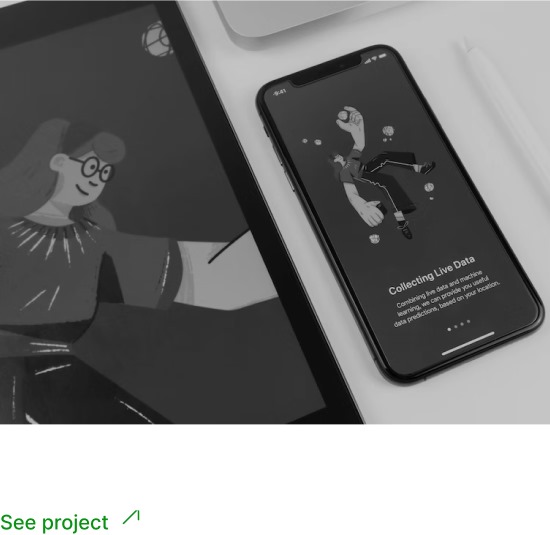 9:41
Collecting Live Data
Combining live data and machine
learning, we can provide you useful
data predictions, based on your location.
See project